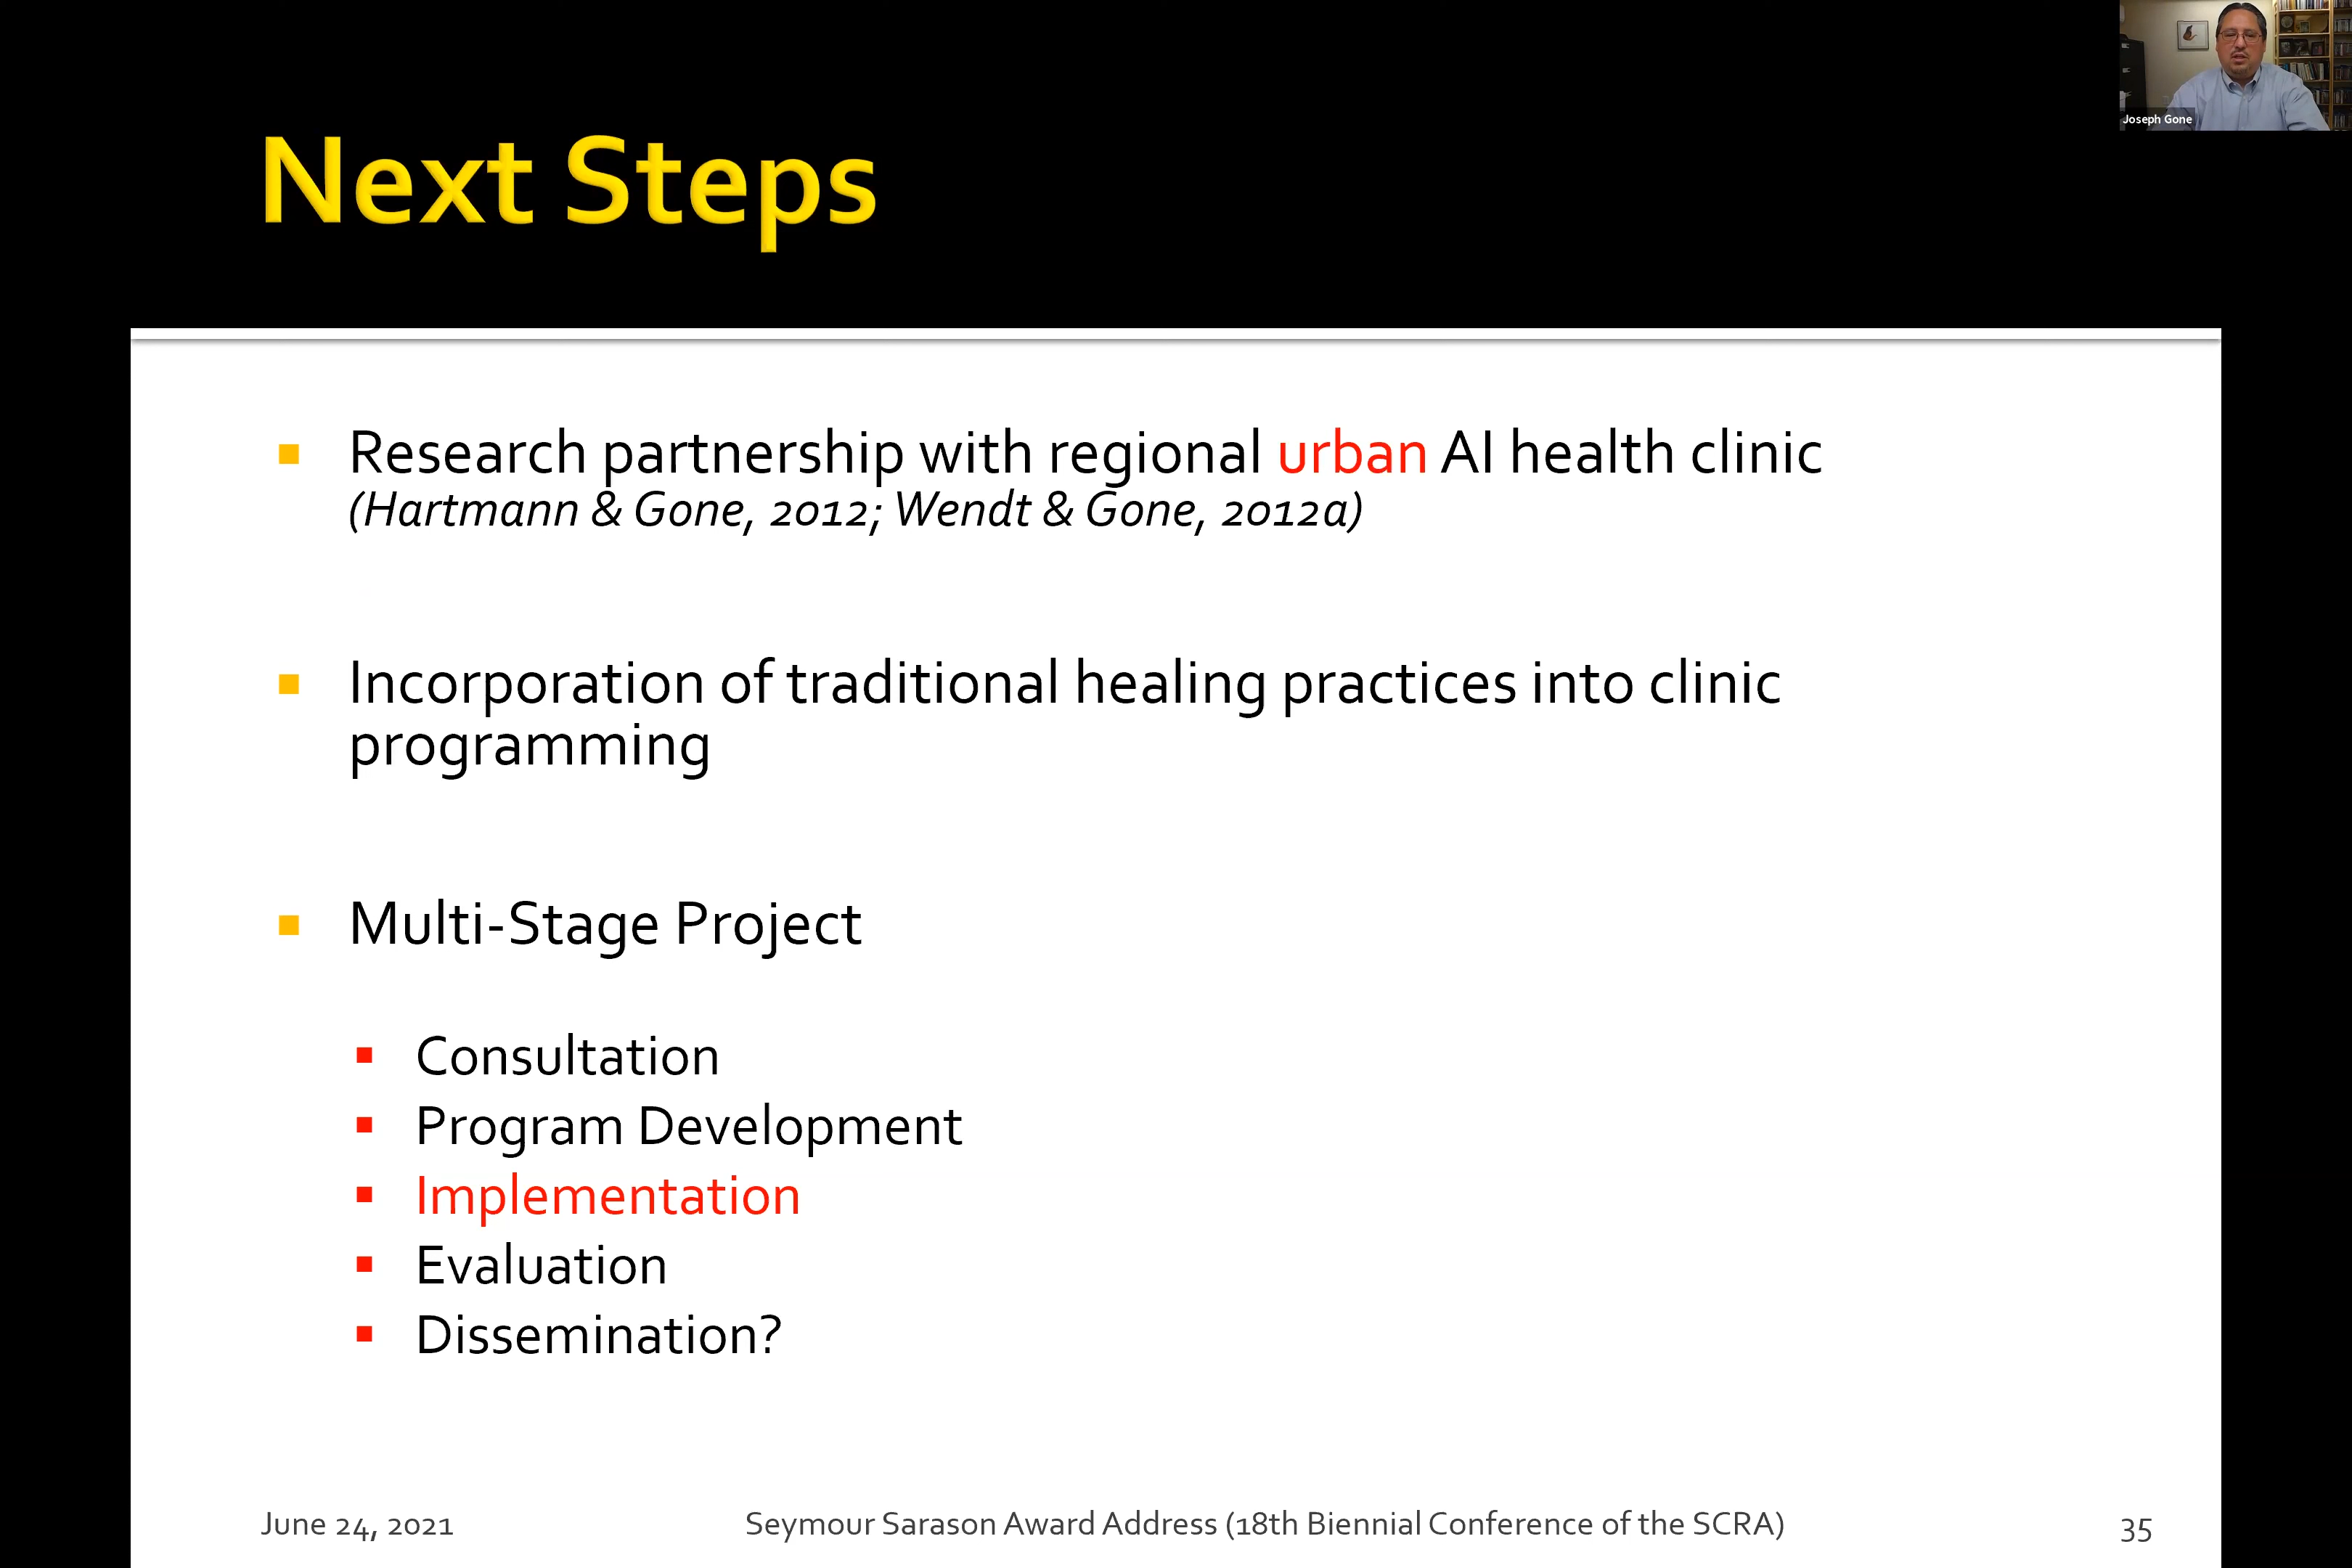 Joseph Gone
Next Steps
Research partnership with regional urban AI health clinic
(Hartmann & Gone, 2012; Wendt & Gone, 2012a)
Incorporation of traditional healing practices into clinic
programming
Multi-Stage Project
Consultation
Program Development
Implementation
Evaluation
Dissemination?
June 24, 2021
Seymour Sarason Award Address (18th Biennial Conference of the SCRA)
35